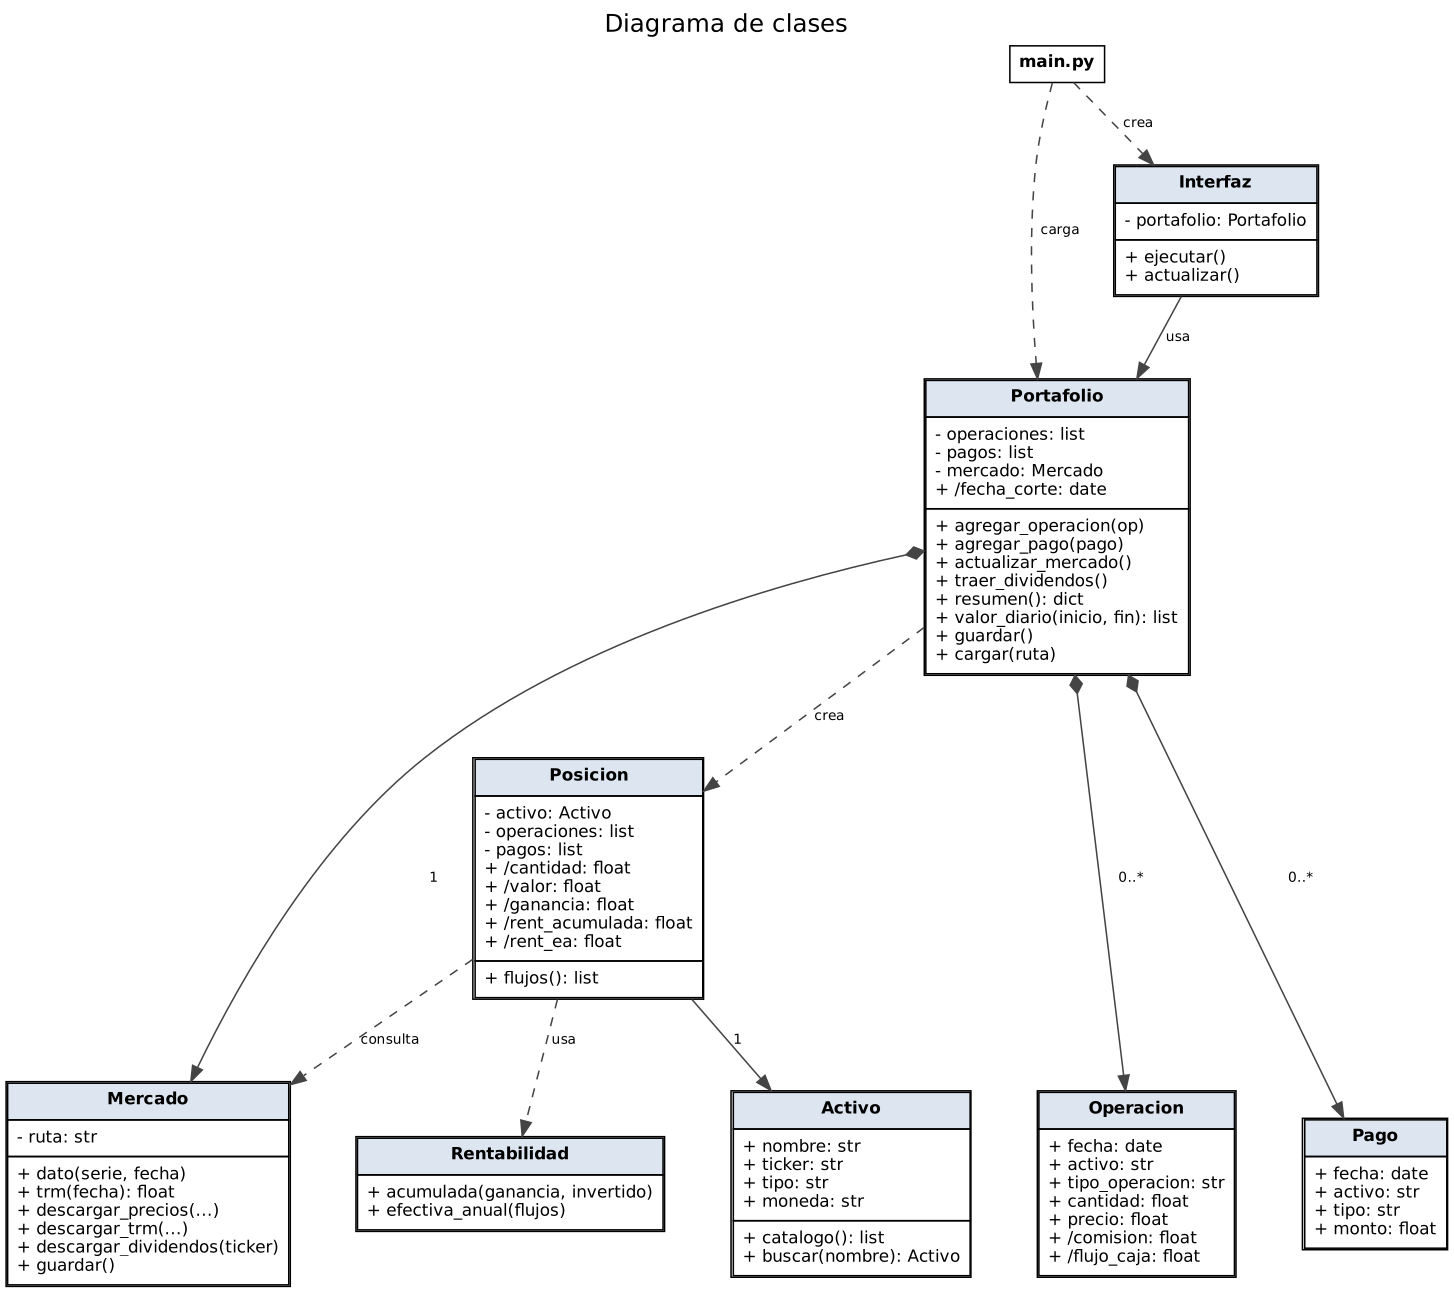 Diagrama de clases
main.py
crea
carga
Interfaz
- portafolio: Portafolio
+ ejecutar()
+ actualizar()
usa
Portafolio
- operaciones: list
- pagos: list
- mercado: Mercado
+ /fecha_corte: date
+ agregar_operacion(op)
+ agregar_pago(pago)
+ actualizar_mercado()
+ traer_dividendos()
+ resumen(): dict
+ valor_diario(inicio, fin): list
+ guardar()
+ cargar(ruta)
crea
1
0..*
0..*
Posicion
- activo: Activo
- operaciones: list
- pagos: list
+ /cantidad: float
+ /valor: float
+ /ganancia: float
+ /rent_acumulada: float
+ /rent_ea: float
+ flujos(): list
consulta
usa
1
Mercado
- ruta: str
+ dato(serie, fecha)
+ trm(fecha): float
+ descargar_precios(...)
+ descargar_trm(...)
+ descargar_dividendos(ticker)
+ guardar()
Rentabilidad
+ acumulada(ganancia, invertido)
+ efectiva_anual(flujos)
Activo
+ nombre: str
+ ticker: str
+ tipo: str
+ moneda: str
+ catalogo(): list
+ buscar(nombre): Activo
Operacion
+ fecha: date
+ activo: str
+ tipo_operacion: str
+ cantidad: float
+ precio: float
+ /comision: float
+ /flujo_caja: float
Pago
+ fecha: date
+ activo: str
+ tipo: str
+ monto: float